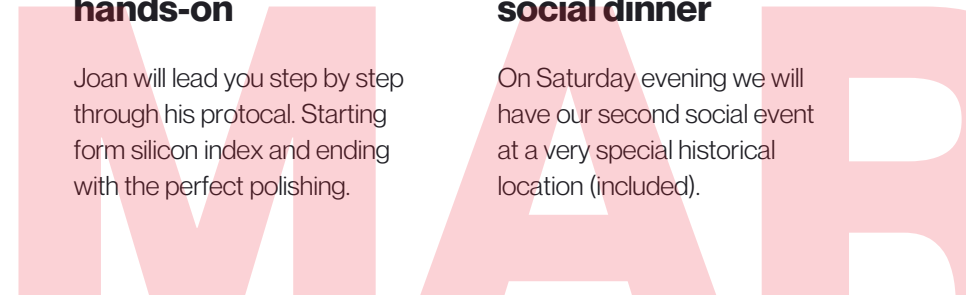 hands-on
Joan will lead you step by step
through his protocal. Starting
form silicon index and ending
with the perfect polishing.
social dinner
On Saturday evening we will
have our second social event
at a very special historical
location (included).
MAR